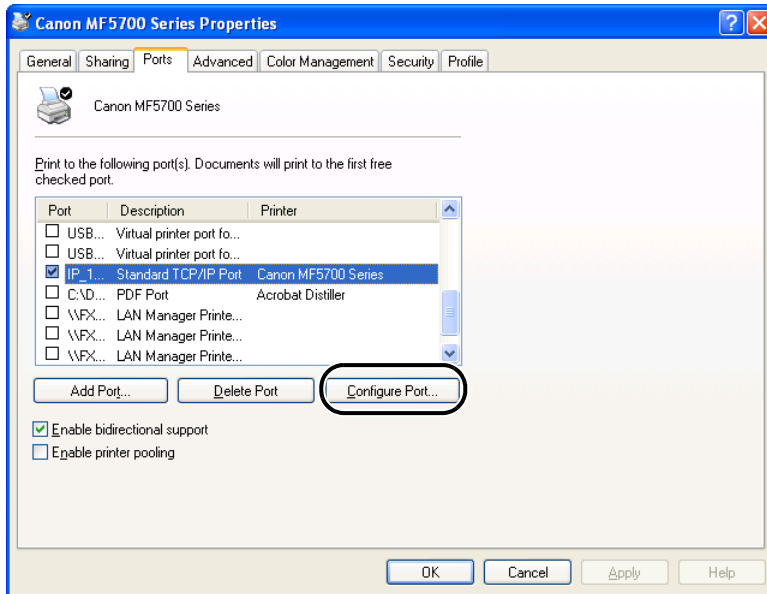 Canon MF5700 Series Properties
General Sharing Ports Advanced Color Management Security Profile
Canon MF5700 Series
Print to the following port(s). Documents will print to the first free
checked port.
Port Description Printer
USB... Virtual printer port fo...
USB... Virtual printer port fo...
IP_1... Standard TCP/IP Port Canon MF5700 Series
C:\D... PDF Port Acrobat Distiller
\\FX... LAN Manager Printe...
\\FX... LAN Manager Printe...
\\FX... LAN Manager Printe...
Add Port... Delete Port Configure Port...
Enable bidirectional support
Enable printer pooling
OK Cancel Apply Help